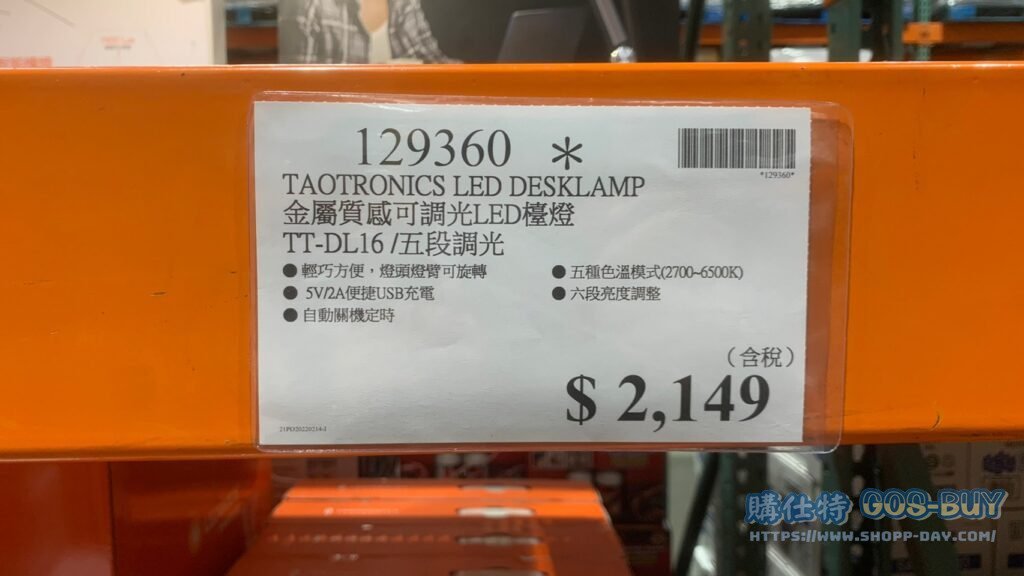 129360 *
*129360*
TAOTRONICS LED DESKLAMP
金屬質感可調光LED檯燈
TT-DL16 /五段調光
● 輕巧方便，燈頭燈臂可旋轉
● 5V/2A便捷USB充電
● 自動關機定時
● 五種色溫模式(2700~6500K)
● 六段亮度調整
（含稅）
$ 2,149
21PO20220214-J
購仕特 GOS-BUY
HTTPS://WWW.SHOPP-DAY.COM/